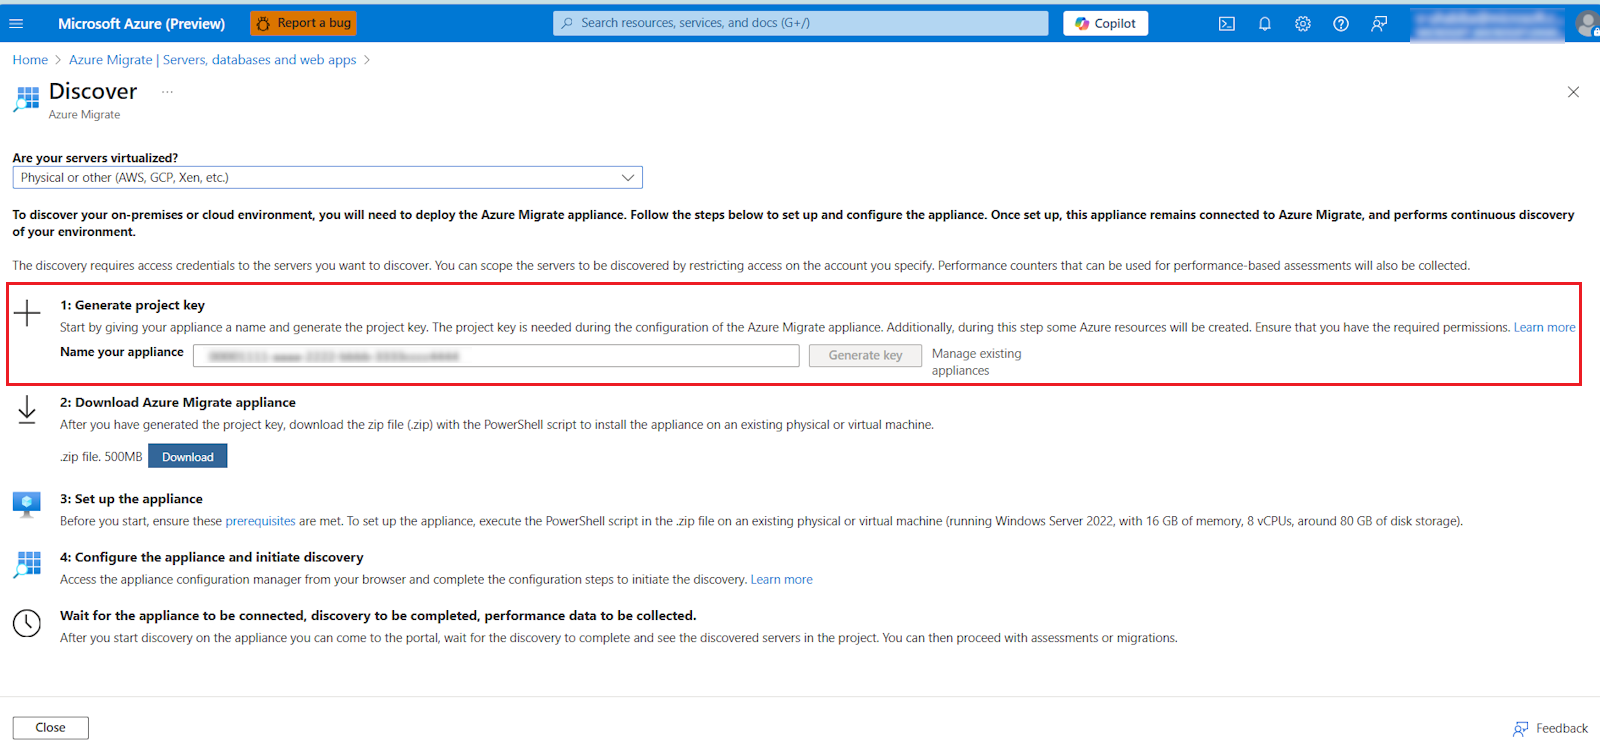 Microsoft Azure (Preview)
Report a bug
Search resources, services, and docs (G+/)
Copilot
Home > Azure Migrate | Servers, databases and web apps >
Discover ...
Azure Migrate
Are your servers virtualized?
Physical or other (AWS, GCP, Xen, etc.)
To discover your on-premises or cloud environment, you will need to deploy the Azure Migrate appliance. Follow the steps below to set up and configure the appliance. Once set up, this appliance remains connected to Azure Migrate, and performs continuous discovery
of your environment.
The discovery requires access credentials to the servers you want to discover. You can scope the servers to be discovered by restricting access on the account you specify. Performance counters that can be used for performance-based assessments will also be collected.
1: Generate project key
Start by giving your appliance a name and generate the project key. The project key is needed during the configuration of the Azure Migrate appliance. Additionally, during this step some Azure resources will be created. Ensure that you have the required permissions. Learn more
Name your appliance
Generate key
Manage existing
appliances
2: Download Azure Migrate appliance
After you have generated the project key, download the zip file (.zip) with the PowerShell script to install the appliance on an existing physical or virtual machine.
.zip file. 500MB Download
3: Set up the appliance
Before you start, ensure these prerequisites are met. To set up the appliance, execute the PowerShell script in the .zip file on an existing physical or virtual machine (running Windows Server 2022, with 16 GB of memory, 8 vCPUs, around 80 GB of disk storage).
4: Configure the appliance and initiate discovery
Access the appliance configuration manager from your browser and complete the configuration steps to initiate the discovery. Learn more
Wait for the appliance to be connected, discovery to be completed, performance data to be collected.
After you start discovery on the appliance you can come to the portal, wait for the discovery to complete and see the discovered servers in the project. You can then proceed with assessments or migrations.
Close
Feedback